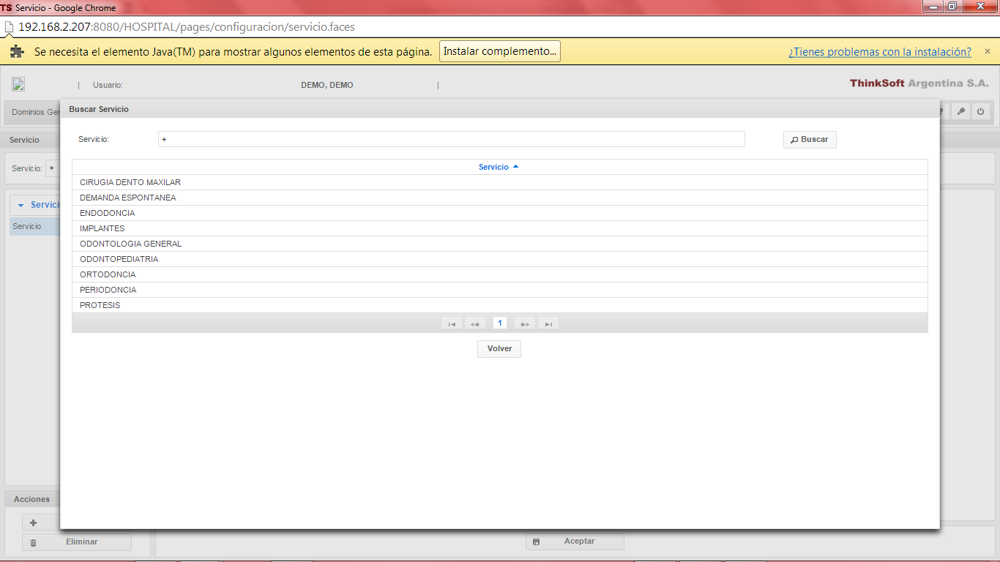 TS Servicio - Google Chrome
192.168.2.207:8080/HOSPITAL/pages/configuracion/servicio.faces
Se necesita el elemento Java(TM) para mostrar algunos elementos de esta página. Instalar complemento... ¿Tienes problemas con la instalación? ×
| Usuario: DEMO, DEMO | ThinkSoft Argentina S.A.
Dominios Ger
Buscar Servicio
Servicio
Servicio: + Buscar
Servicio: +
Servicio
CIRUGIA DENTO MAXILAR
DEMANDA ESPONTANEA
Servici
ENDODONCIA
Servicio
IMPLANTES
ODONTOLOGIA GENERAL
ODONTOPEDIATRIA
ORTODONCIA
PERIODONCIA
PROTESIS
1
Volver
Acciones
Eliminar
Aceptar